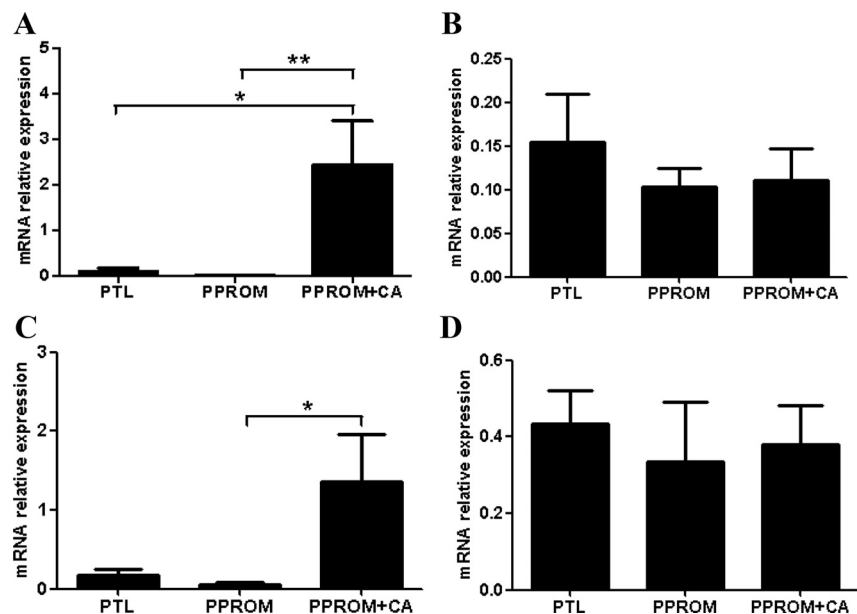 A
mRNA relative expression
5
4
3
2
1
0
**
*
PTL
PPROM
PPROM+CA
B
mRNA relative expression
0.25
0.20
0.15
0.10
0.05
0.00
PTL
PPROM
PPROM+CA
C
mRNA relative expression
3
2
1
0
*
PTL
PPROM
PPROM+CA
D
mRNA relative expression
0.6
0.4
0.2
0.0
PTL
PPROM
PPROM+CA